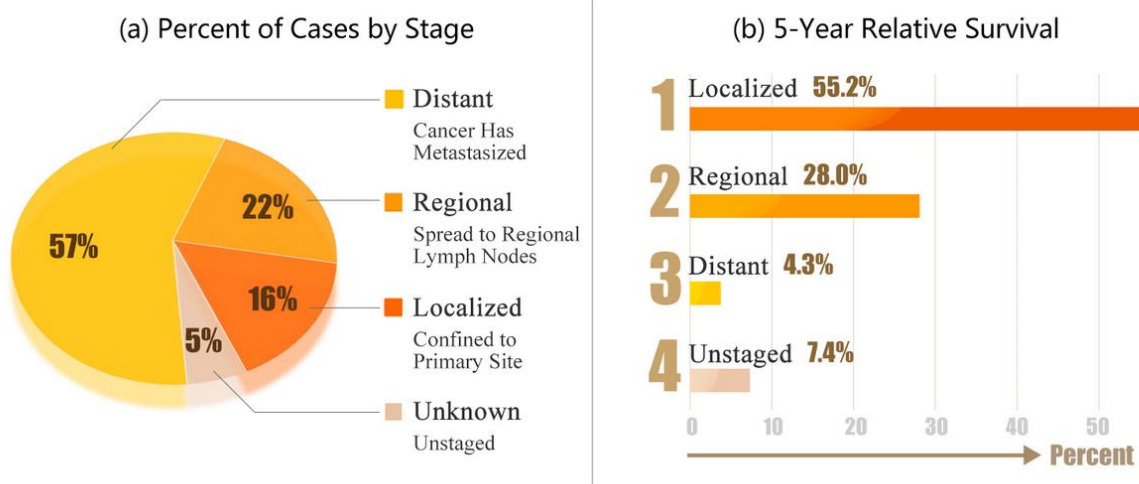 (a) Percent of Cases by Stage
57%
22%
16%
5%
Distant
Cancer Has
Metastasized
Regional
Spread to Regional
Lymph Nodes
Localized
Confined to
Primary Site
Unknown
Unstaged
(b) 5-Year Relative Survival
1 Localized 55.2%
2 Regional 28.0%
3 Distant 4.3%
4 Unstaged 7.4%
0 10 20 30 40 50
Percent